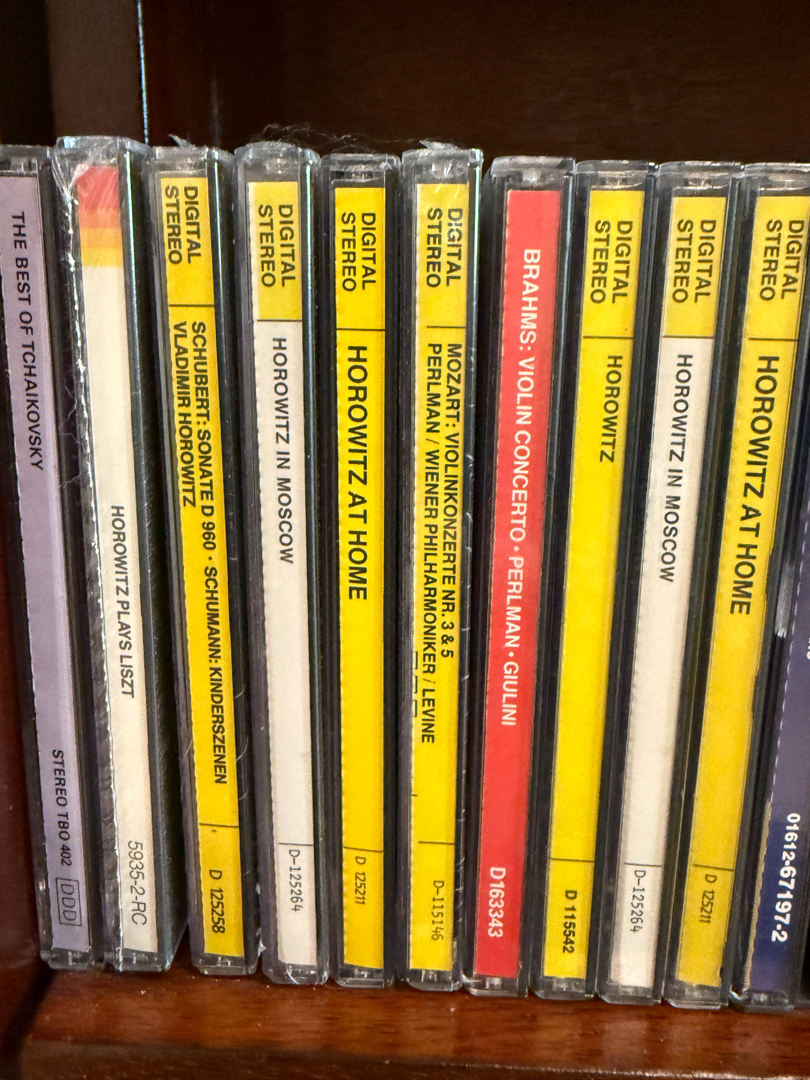 THE BEST OF TCHAIKOVSKY
STEREO TBO 402
DDD
HOROWITZ PLAYS LISZT
5935-2-RC
DIGITAL
STEREO
SCHUBERT: SONATE D 960 · SCHUMANN: KINDERSZENEN
VLADIMIR HOROWITZ
D 125258
DIGITAL
STEREO
HOROWITZ IN MOSCOW
D-125264
DIGITAL
STEREO
HOROWITZ AT HOME
D 125211
DIGITAL
STEREO
MOZART: VIOLINKONZERTE NR. 3 & 5
PERLMAN / WIENER PHILHARMONIKER / LEVINE
D-115146
BRAHMS: VIOLIN CONCERTO · PERLMAN · GIULINI
D163343
DIGITAL
STEREO
HOROWITZ
D 115542
DIGITAL
STEREO
HOROWITZ IN MOSCOW
D-125264
DIGITAL
STEREO
HOROWITZ AT HOME
D 125211
01612-67197-2